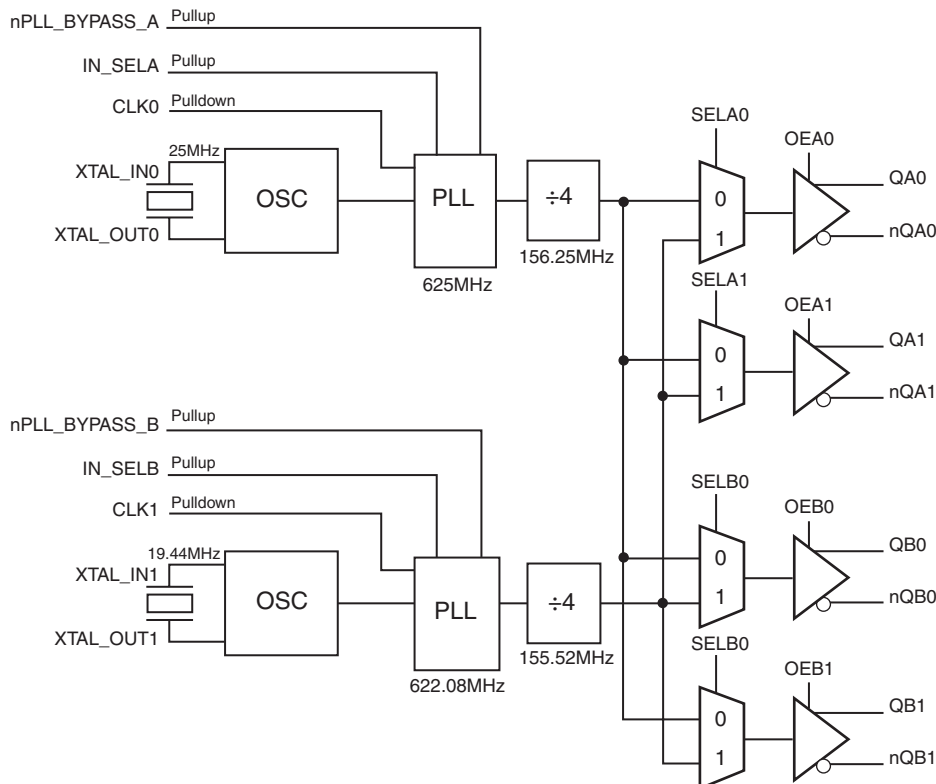 nPLL_BYPASS_A Pullup
IN_SELA Pullup
CLK0 Pulldown
SELA0
OEA0
XTAL_IN0 25MHz
OSC
PLL
÷4
0
1
QA0
nQA0
XTAL_OUT0
625MHz
156.25MHz
SELA1
OEA1
0
1
QA1
nQA1
nPLL_BYPASS_B Pullup
IN_SELB Pullup
CLK1 Pulldown
SELB0
OEB0
XTAL_IN1 19.44MHz
OSC
PLL
÷4
0
1
QB0
nQB0
XTAL_OUT1
622.08MHz
155.52MHz
SELB0
OEB1
0
1
QB1
nQB1